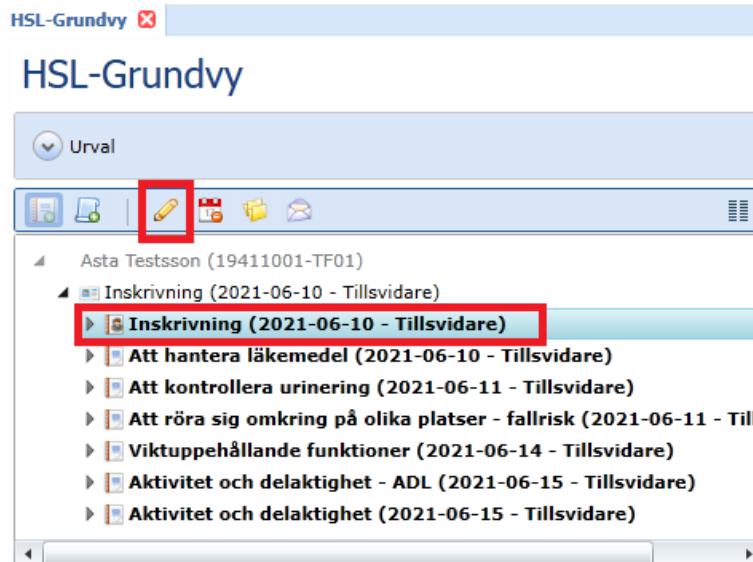 HSL-Grundvy
HSL-Grundvy
Urval
Asta Testsson (19411001-TF01)
Inskrivning (2021-06-10 - Tillsvidare)
Inskrivning (2021-06-10 - Tillsvidare)
Att hantera läkemedel (2021-06-10 - Tillsvidare)
Att kontrollera urinering (2021-06-11 - Tillsvidare)
Att röra sig omkring på olika platser - fallrisk (2021-06-11 - Till
Viktuppehållande funktioner (2021-06-14 - Tillsvidare)
Aktivitet och delaktighet - ADL (2021-06-15 - Tillsvidare)
Aktivitet och delaktighet (2021-06-15 - Tillsvidare)